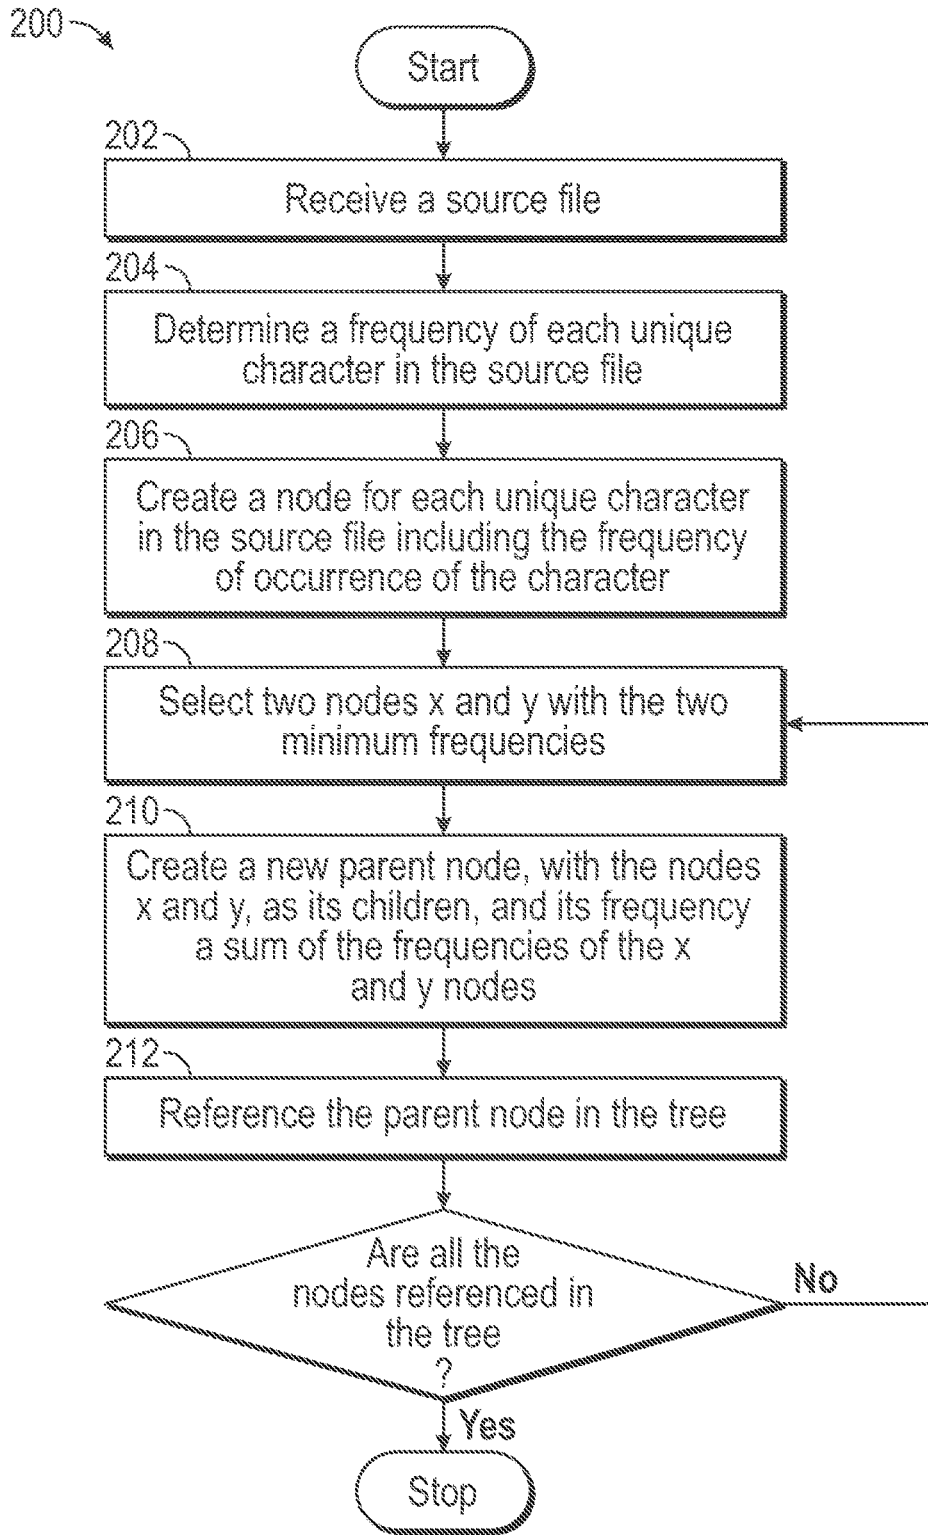 200
Start
202
Receive a source file
204
Determine a frequency of each unique
character in the source file
206
Create a node for each unique character
in the source file including the frequency
of occurrence of the character
208
Select two nodes x and y with the two
minimum frequencies
210
Create a new parent node, with the nodes
x and y, as its children, and its frequency
a sum of the frequencies of the x
and y nodes
212
Reference the parent node in the tree
Are all the
nodes referenced in
the tree
?
No
Yes
Stop